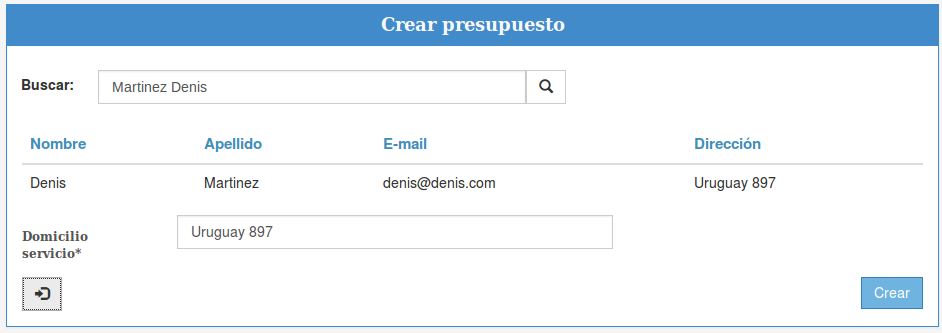 Crear presupuesto
Buscar: Martinez Denis
Nombre Apellido E-mail Dirección
Denis Martinez denis@denis.com Uruguay 897
Domicilio servicio* Uruguay 897
Crear